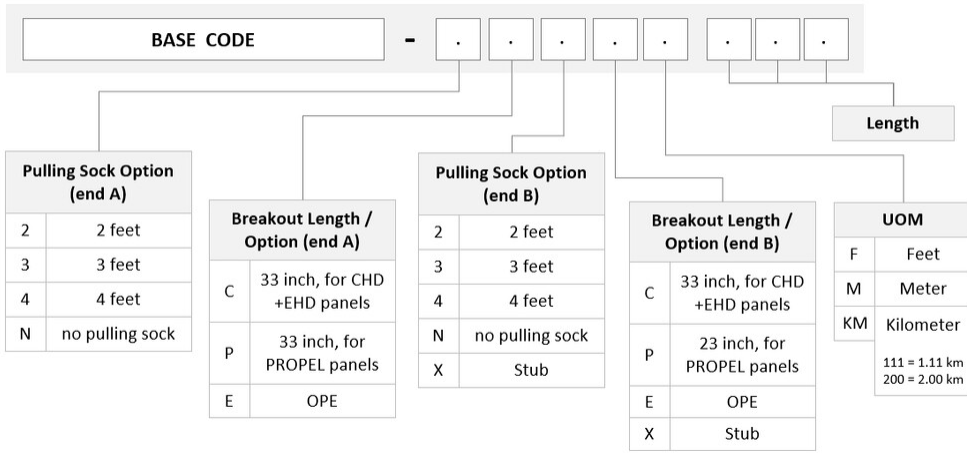 BASE CODE - . . . . . . . .
Length
Pulling Sock Option
(end A)
2 2 feet
3 3 feet
4 4 feet
N no pulling sock
Breakout Length /
Option (end A)
C 33 inch, for CHD
+EHD panels
P 33 inch, for
PROPEL panels
E OPE
Pulling Sock Option
(end B)
2 2 feet
3 3 feet
4 4 feet
N no pulling sock
X Stub
Breakout Length /
Option (end B)
C 33 inch, for CHD
+EHD panels
P 23 inch, for
PROPEL panels
E OPE
X Stub
UOM
F Feet
M Meter
KM Kilometer
111 = 1.11 km
200 = 2.00 km